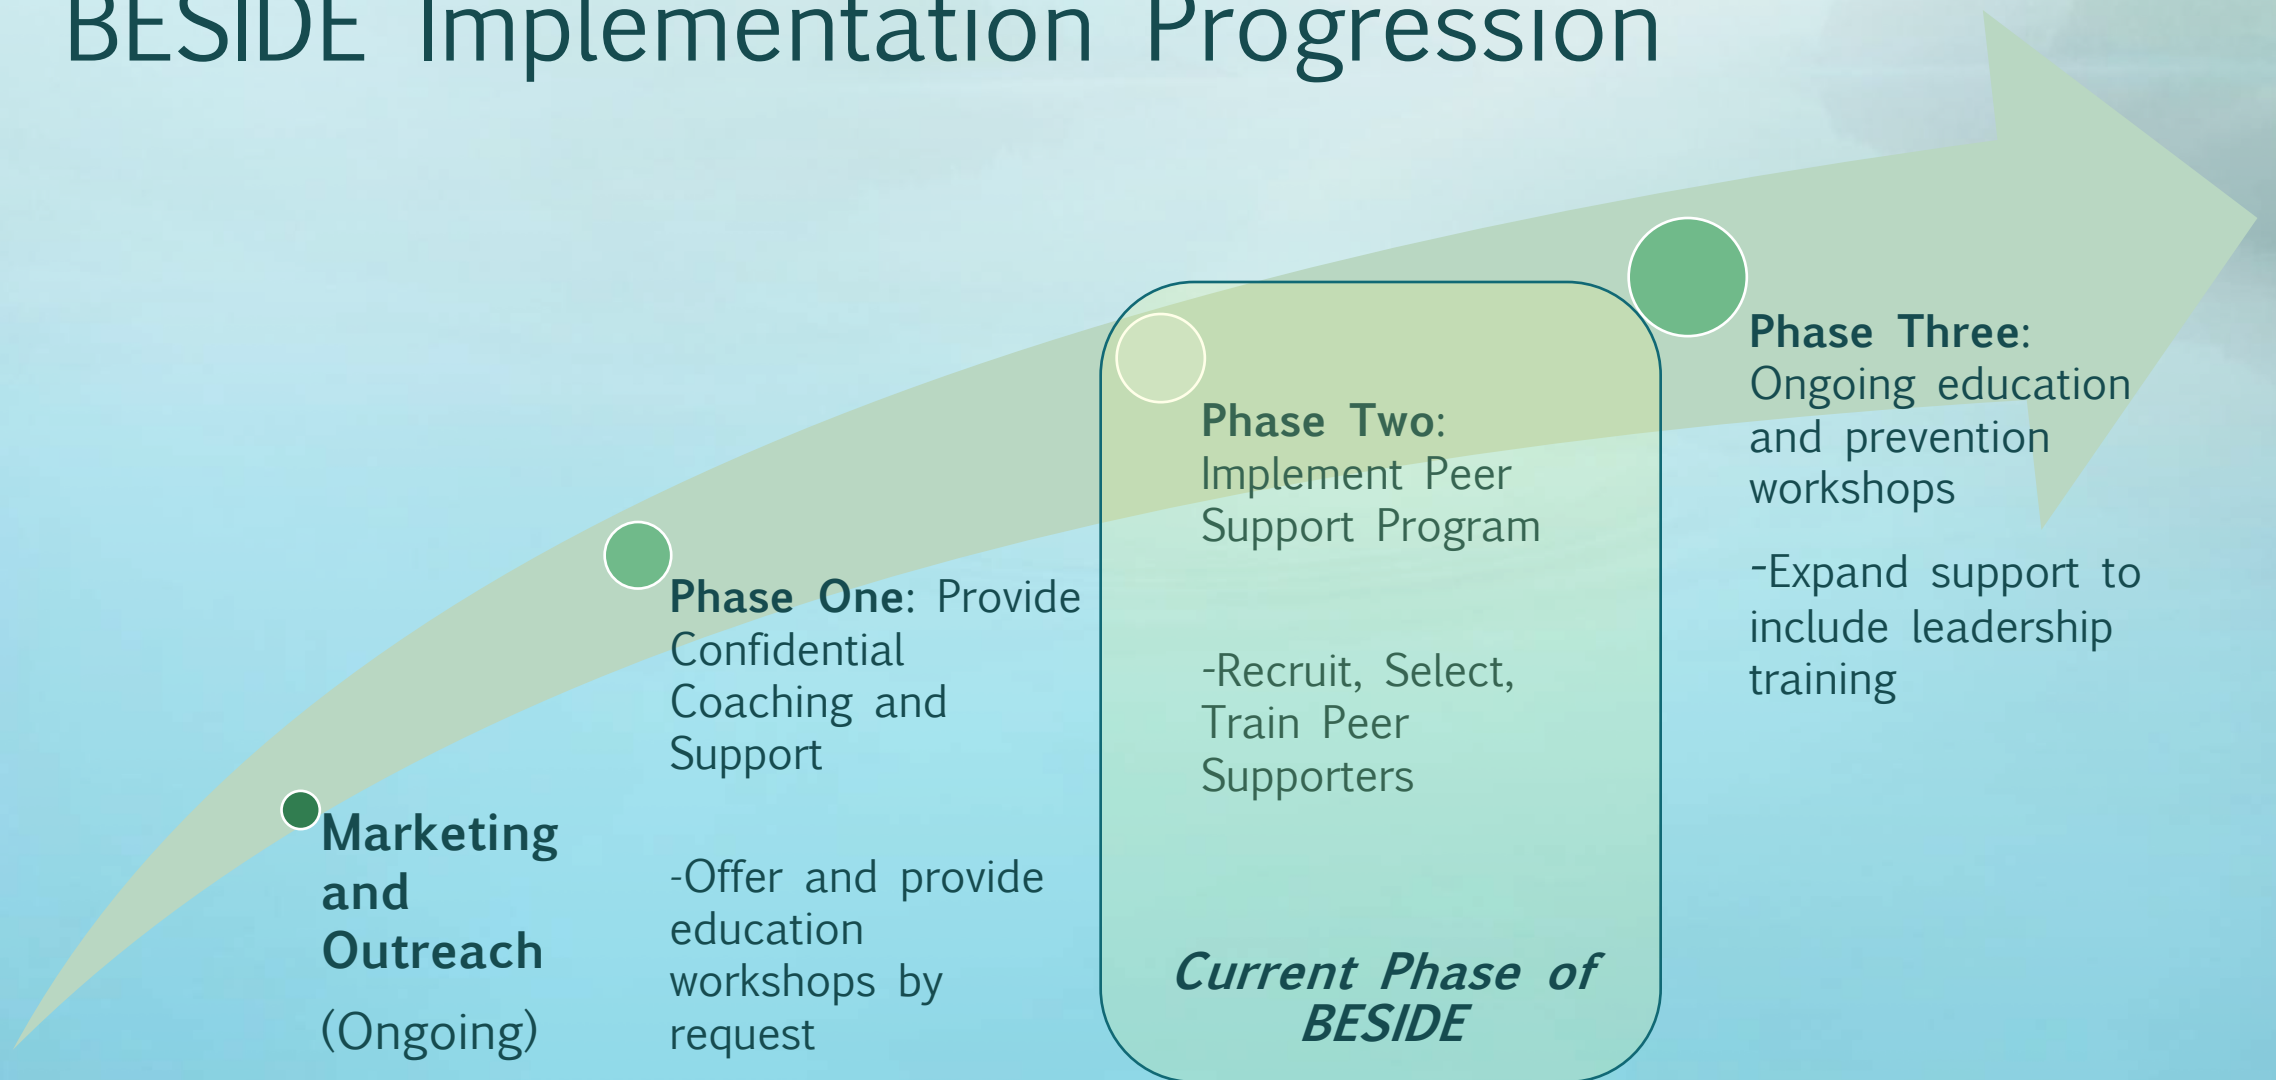 BESIDE Implementation Progression
Marketing
and
Outreach
(Ongoing)
Phase One: Provide
Confidential
Coaching and
Support
-Offer and provide
education
workshops by
request
Phase Two:
Implement Peer
Support Program
-Recruit, Select,
Train Peer
Supporters
Current Phase of
BESIDE
Phase Three:
Ongoing education
and prevention
workshops
-Expand support to
include leadership
training